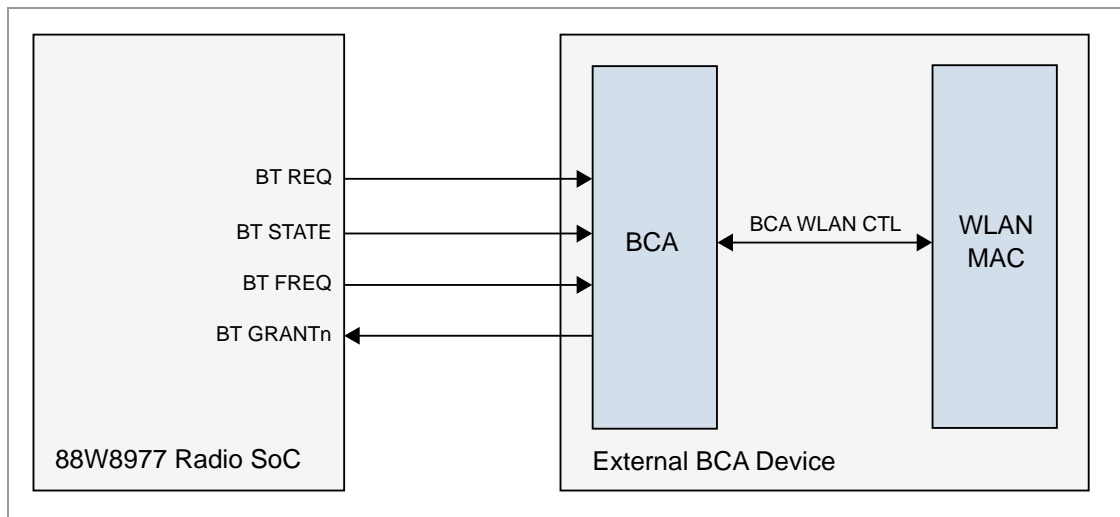 BT REQ
BT STATE
BT FREQ
BT GRANTn
88W8977 Radio SoC
BCA
BCA WLAN CTL
WLAN
MAC
External BCA Device